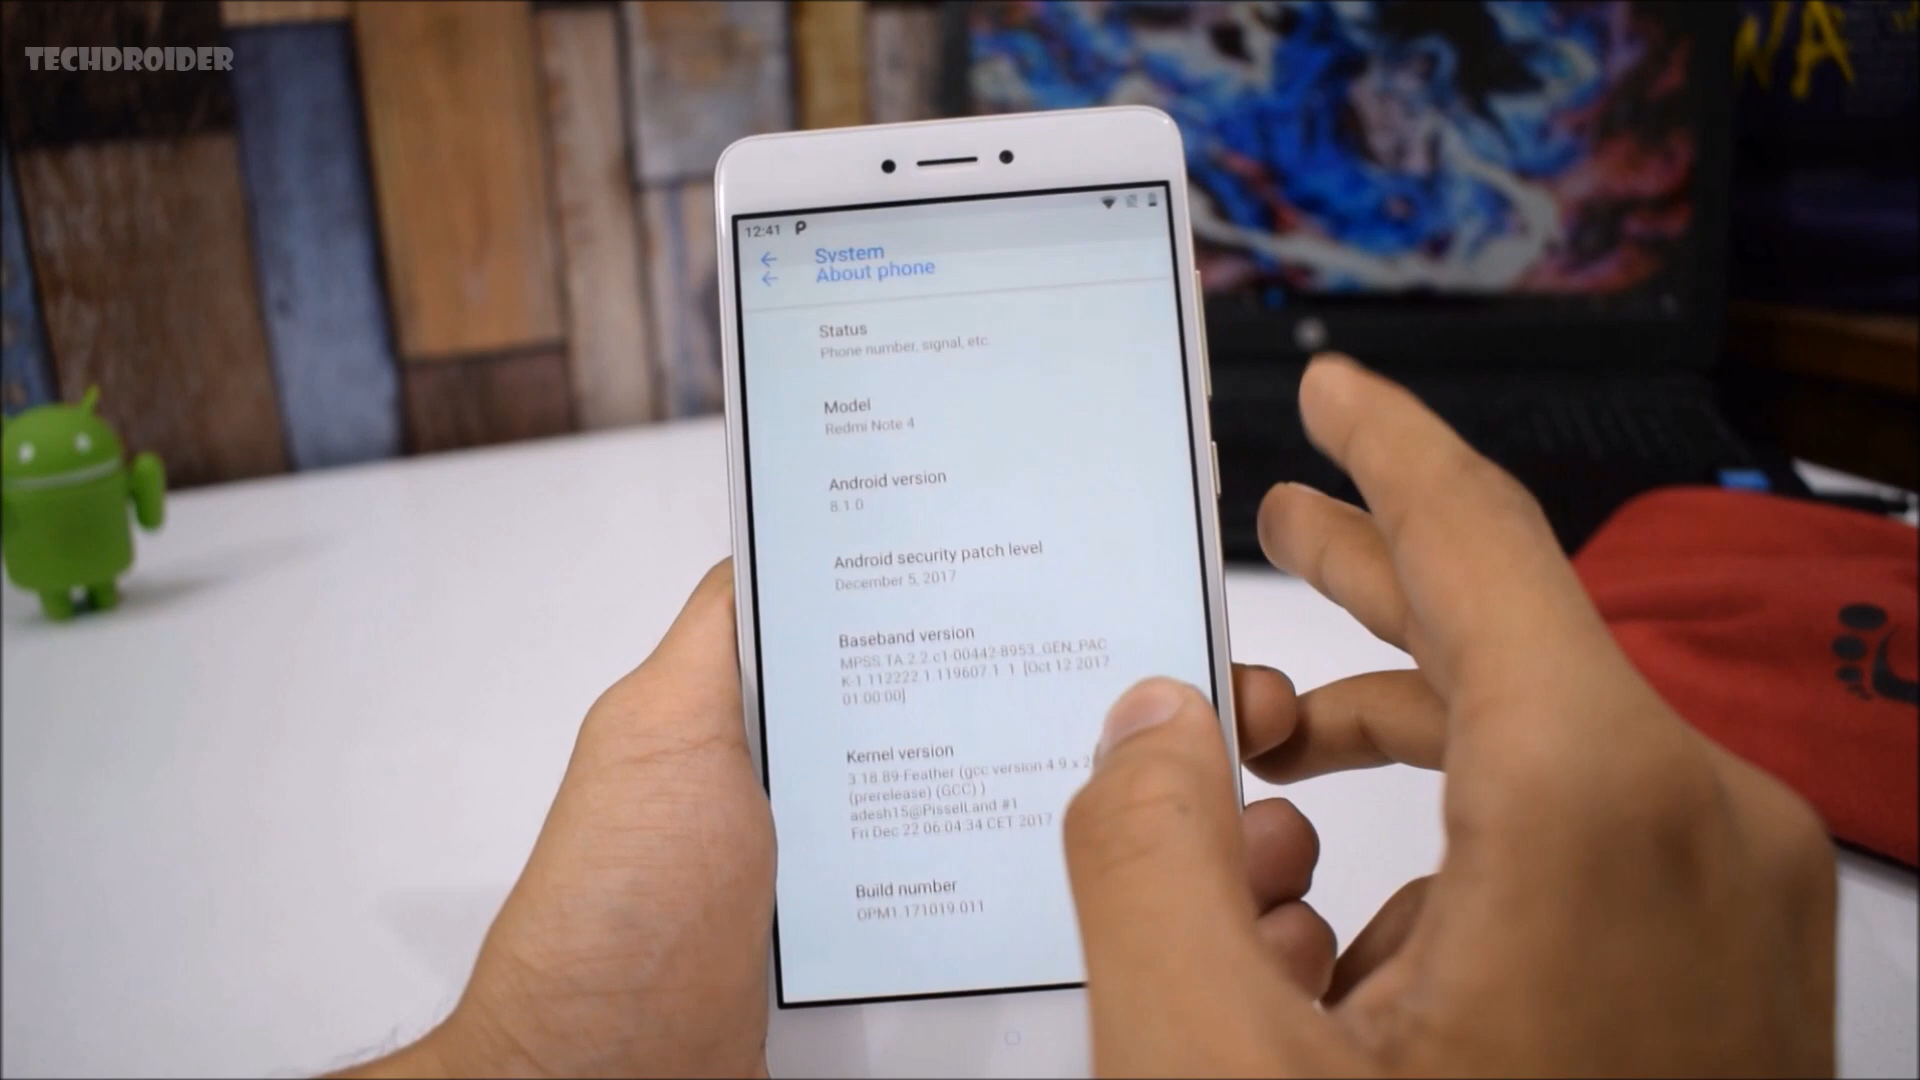 TECHDROIDER
12:41
System
About phone
Status
Phone number, signal, etc.
Model
Redmi Note 4
Android version
8.1.0
Android security patch level
December 5, 2017
Baseband version
MPSS.TA.2.2.c1-00442-8953_GEN_PAC
K-1.112222.1.119607.1 1 [Oct 12 2017
01:00:00]
Kernel version
3.18.89-Feather (gcc version 4.9.x
(prerelease) (GCC) )
adesh15@PisselLand #1
Fri Dec 22 06:04:34 CET 2017
Build number
OPM1.171019.011